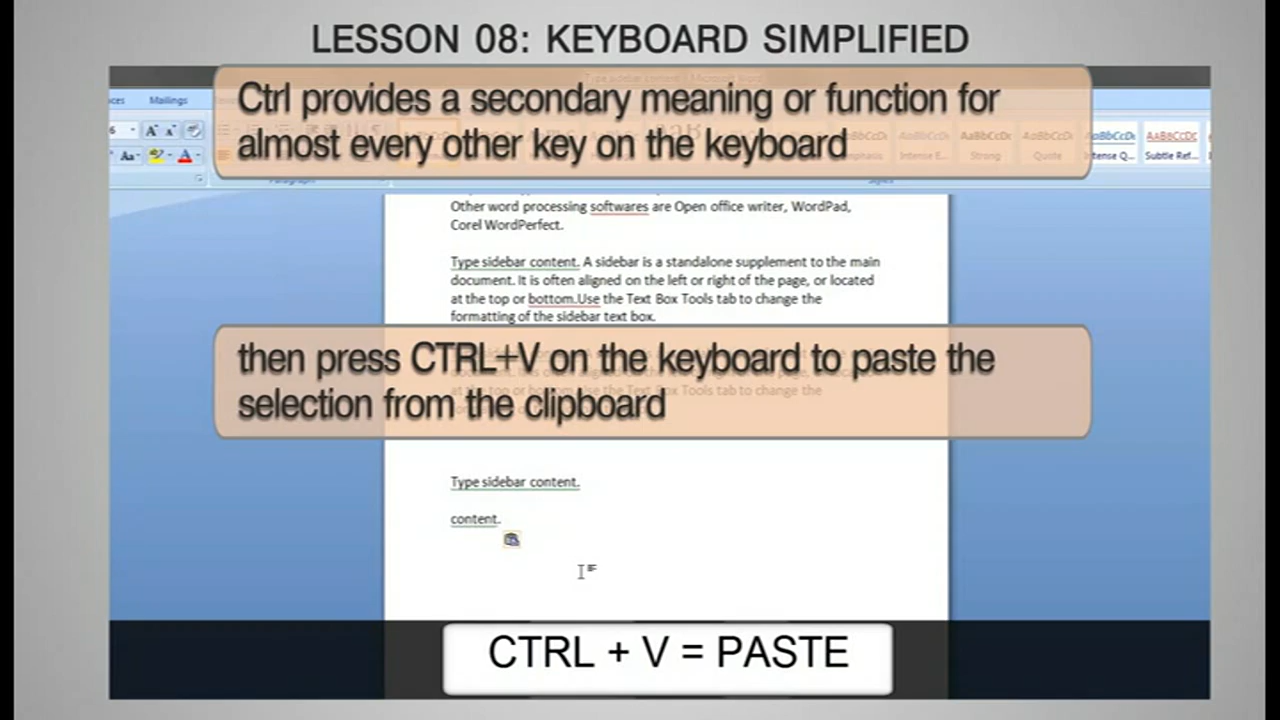 LESSON 08: KEYBOARD SIMPLIFIED
Ctrl provides a secondary meaning or function for
almost every other key on the keyboard
Mailings
Strong
Quote
Subtle Ref...
Other word processing softwares are Open office writer, WordPad,
Corel WordPerfect.
Type sidebar content. A sidebar is a standalone supplement to the main
document. It is often aligned on the left or right of the page, or located
at the top or bottom.Use the Text Box Tools tab to change the
formatting of the sidebar text box.
then press CTRL+V on the keyboard to paste the
selection from the clipboard
Type sidebar content.
content.
CTRL + V = PASTE